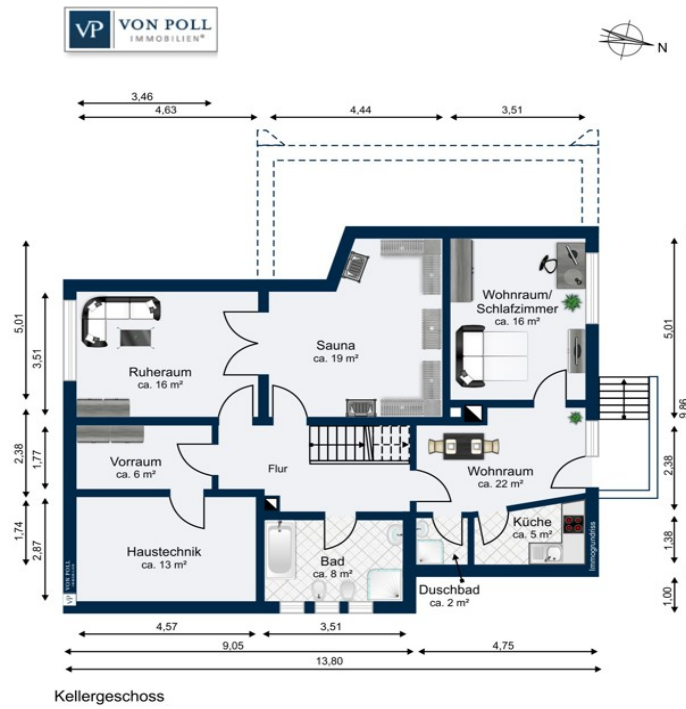 VP VON POLL
IMMOBILIEN®
N
3,46
4,63
4,44
3,51
5,01
3,51
2,38
1,77
1,74
2,87
Wohnraum/
Schlafzimmer
ca. 16 m²
Sauna
ca. 19 m²
Ruheraum
ca. 16 m²
Vorraum
ca. 6 m²
Flur
Wohnraum
ca. 22 m²
Küche
ca. 5 m²
Haustechnik
ca. 13 m²
Bad
ca. 8 m²
Duschbad
ca. 2 m²
5,01
9,86
2,38
1,38
1,00
Immogrundriss
VP VON POLL
IMMOBILIEN
4,57
3,51
9,05
4,75
13,80
Kellergeschoss